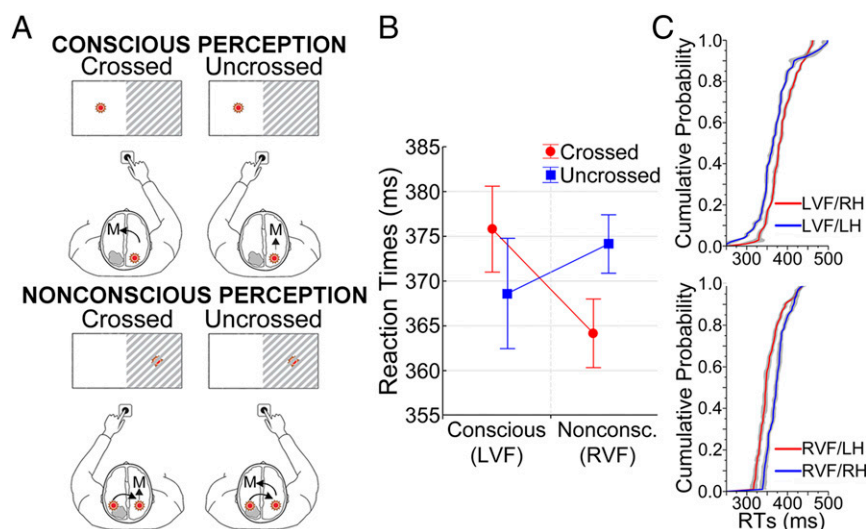 A
CONSCIOUS PERCEPTION
Crossed Uncrossed
M M
NONCONSCIOUS PERCEPTION
Crossed Uncrossed
M M
B
Reaction Times (ms)
385
380
375
370
365
360
355
Crossed
Uncrossed
Conscious Nonconsc.
(LVF) (RVF)
C
Cumulative Probability
1.0
0.8
0.6
0.4
0.2
0.0
LVF/RH
LVF/LH
300 400 500
Cumulative Probability
1.0
0.8
0.6
0.4
0.2
0.0
RVF/LH
RVF/RH
300 400 500
RTs (ms)